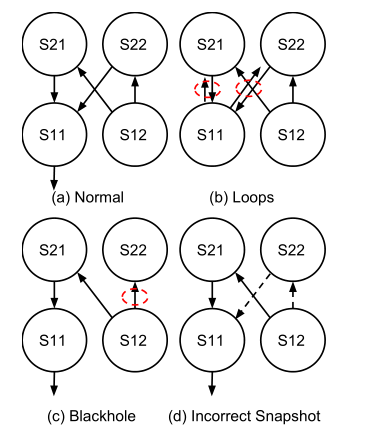 S21 S22 S21 S22
S11 S12 S11 S12
(a) Normal (b) Loops
S21 S22 S21 S22
S11 S12 S11 S12
(c) Blackhole (d) Incorrect Snapshot